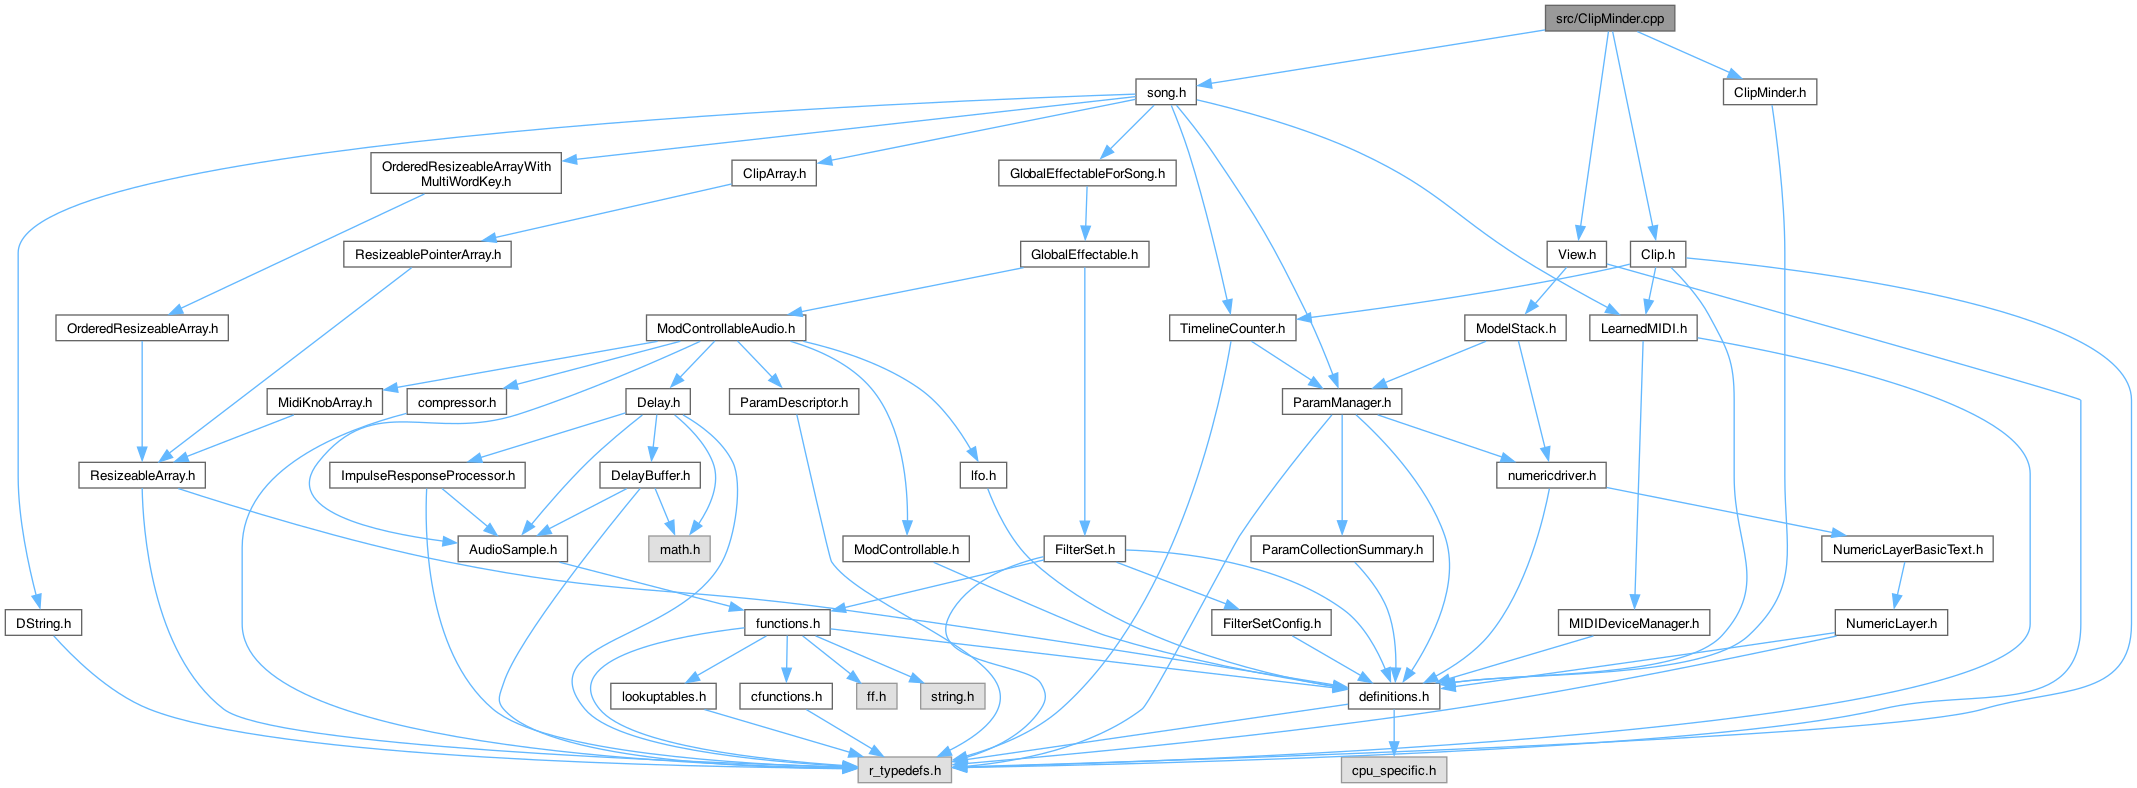 src/ClipMinder.cpp
song.h
ClipMinder.h
OrderedResizeableArrayWith
MultiWordKey.h
ClipArray.h
GlobalEffectableForSong.h
ResizeablePointerArray.h
GlobalEffectable.h
View.h
Clip.h
OrderedResizeableArray.h
ModControllableAudio.h
TimelineCounter.h
ModelStack.h
LearnedMIDI.h
MidiKnobArray.h
compressor.h
Delay.h
ParamDescriptor.h
ParamManager.h
ResizeableArray.h
ImpulseResponseProcessor.h
DelayBuffer.h
lfo.h
numericdriver.h
AudioSample.h
math.h
ModControllable.h
FilterSet.h
ParamCollectionSummary.h
NumericLayerBasicText.h
DString.h
functions.h
FilterSetConfig.h
MIDIDeviceManager.h
NumericLayer.h
lookuptables.h
cfunctions.h
ff.h
string.h
definitions.h
r_typedefs.h
cpu_specific.h